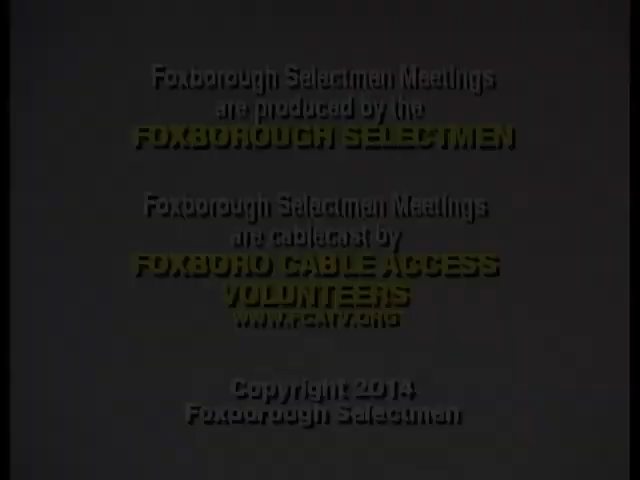 Foxborough Selectmen Meetings
are produced by the
FOXBOROUGH SELECTMEN
Foxborough Selectmen Meetings
are cablecast by
FOXBORO CABLE ACCESS
VOLUNTEERS
WWW.FCATV.ORG
Copyright 2014
Foxborough Selectman